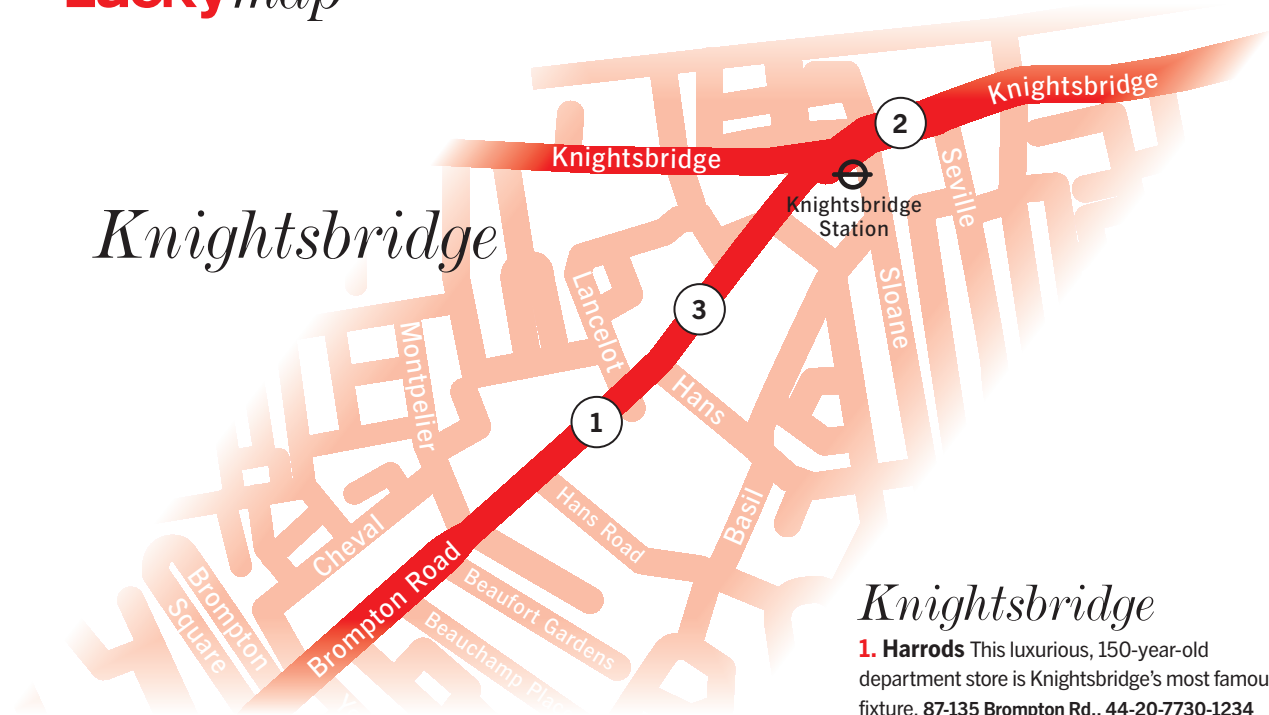 Lucky map
Knightsbridge
2
Knightsbridge
Knightsbridge
Station
Seville
Knightsbridge
Sloane
Lancelot
3
Montpelier
Hans
1
Basil
Hans Road
Cheval
Brompton Road
Beaufort Gardens
Beauchamp
Brompton
Square
Knightsbridge
1. Harrods This luxurious, 150-year-old
department store is Knightsbridge's most famou
fixture. 87-135 Brompton Rd., 44-20-7730-1234